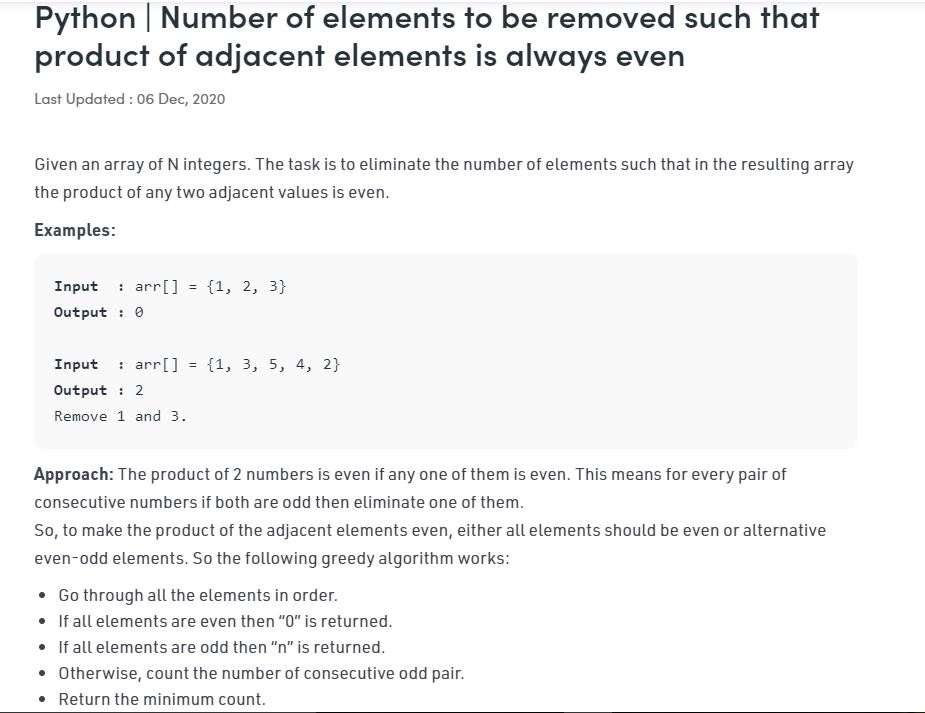 Python | Number of elements to be removed such that
product of adjacent elements is always even
Last Updated : 06 Dec, 2020
Given an array of N integers. The task is to eliminate the number of elements such that in the resulting array
the product of any two adjacent values is even.
Examples:
Input  : arr[] = {1, 2, 3}
Output : 0
Input  : arr[] = {1, 3, 5, 4, 2}
Output : 2
Remove 1 and 3.
Approach: The product of 2 numbers is even if any one of them is even. This means for every pair of
consecutive numbers if both are odd then eliminate one of them.
So, to make the product of the adjacent elements even, either all elements should be even or alternative
even-odd elements. So the following greedy algorithm works:
• Go through all the elements in order.
• If all elements are even then “0” is returned.
• If all elements are odd then “n” is returned.
• Otherwise, count the number of consecutive odd pair.
• Return the minimum count.